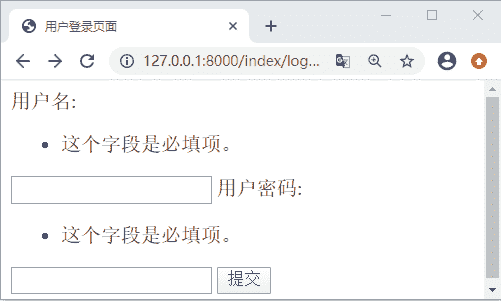 用户登录页面
127.0.0.1:8000/index/log...
用户名:
这个字段是必填项。
用户密码:
这个字段是必填项。
提交